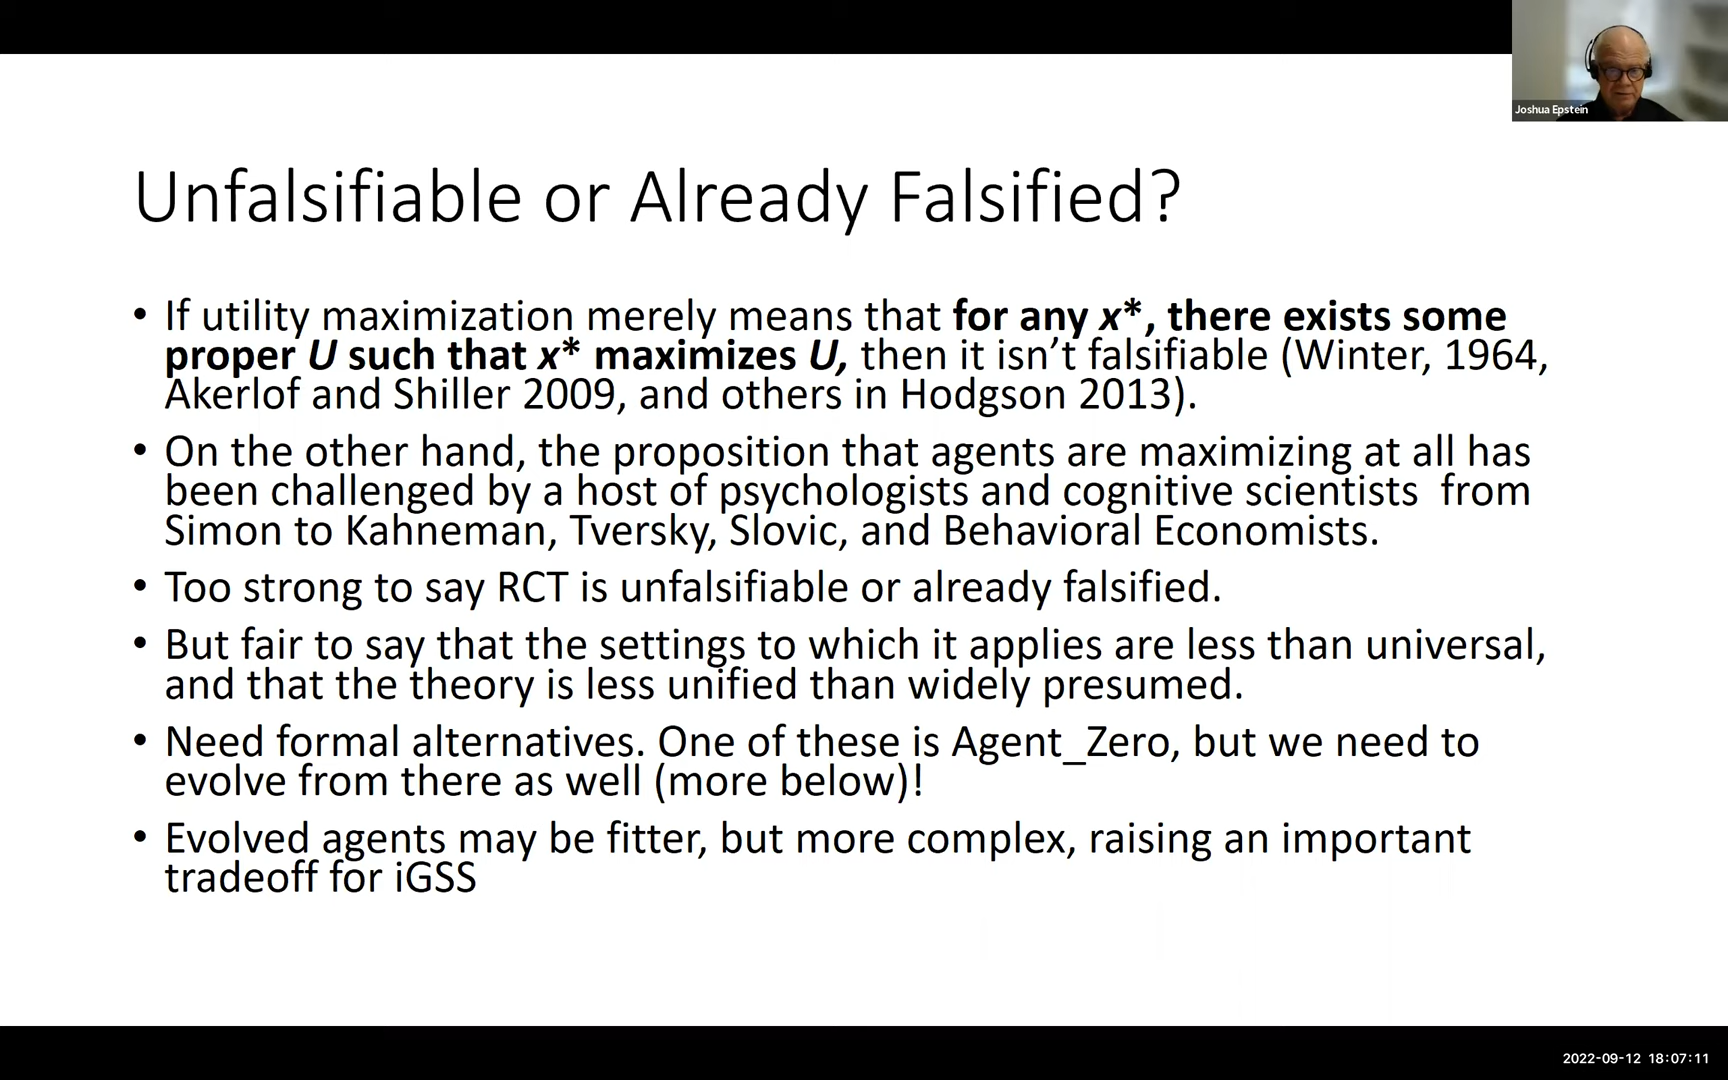 Joshua Epstein
Unfalsifiable or Already Falsified?
• If utility maximization merely means that for any x*, there exists some
proper U such that x* maximizes U, then it isn’t falsifiable (Winter, 1964,
Akerlof and Shiller 2009, and others in Hodgson 2013).
• On the other hand, the proposition that agents are maximizing at all has
been challenged by a host of psychologists and cognitive scientists  from
Simon to Kahneman, Tversky, Slovic, and Behavioral Economists.
• Too strong to say RCT is unfalsifiable or already falsified.
• But fair to say that the settings to which it applies are less than universal,
and that the theory is less unified than widely presumed.
• Need formal alternatives. One of these is Agent_Zero, but we need to
evolve from there as well (more below)!
• Evolved agents may be fitter, but more complex, raising an important
tradeoff for iGSS
2022-09-12 18:07:11